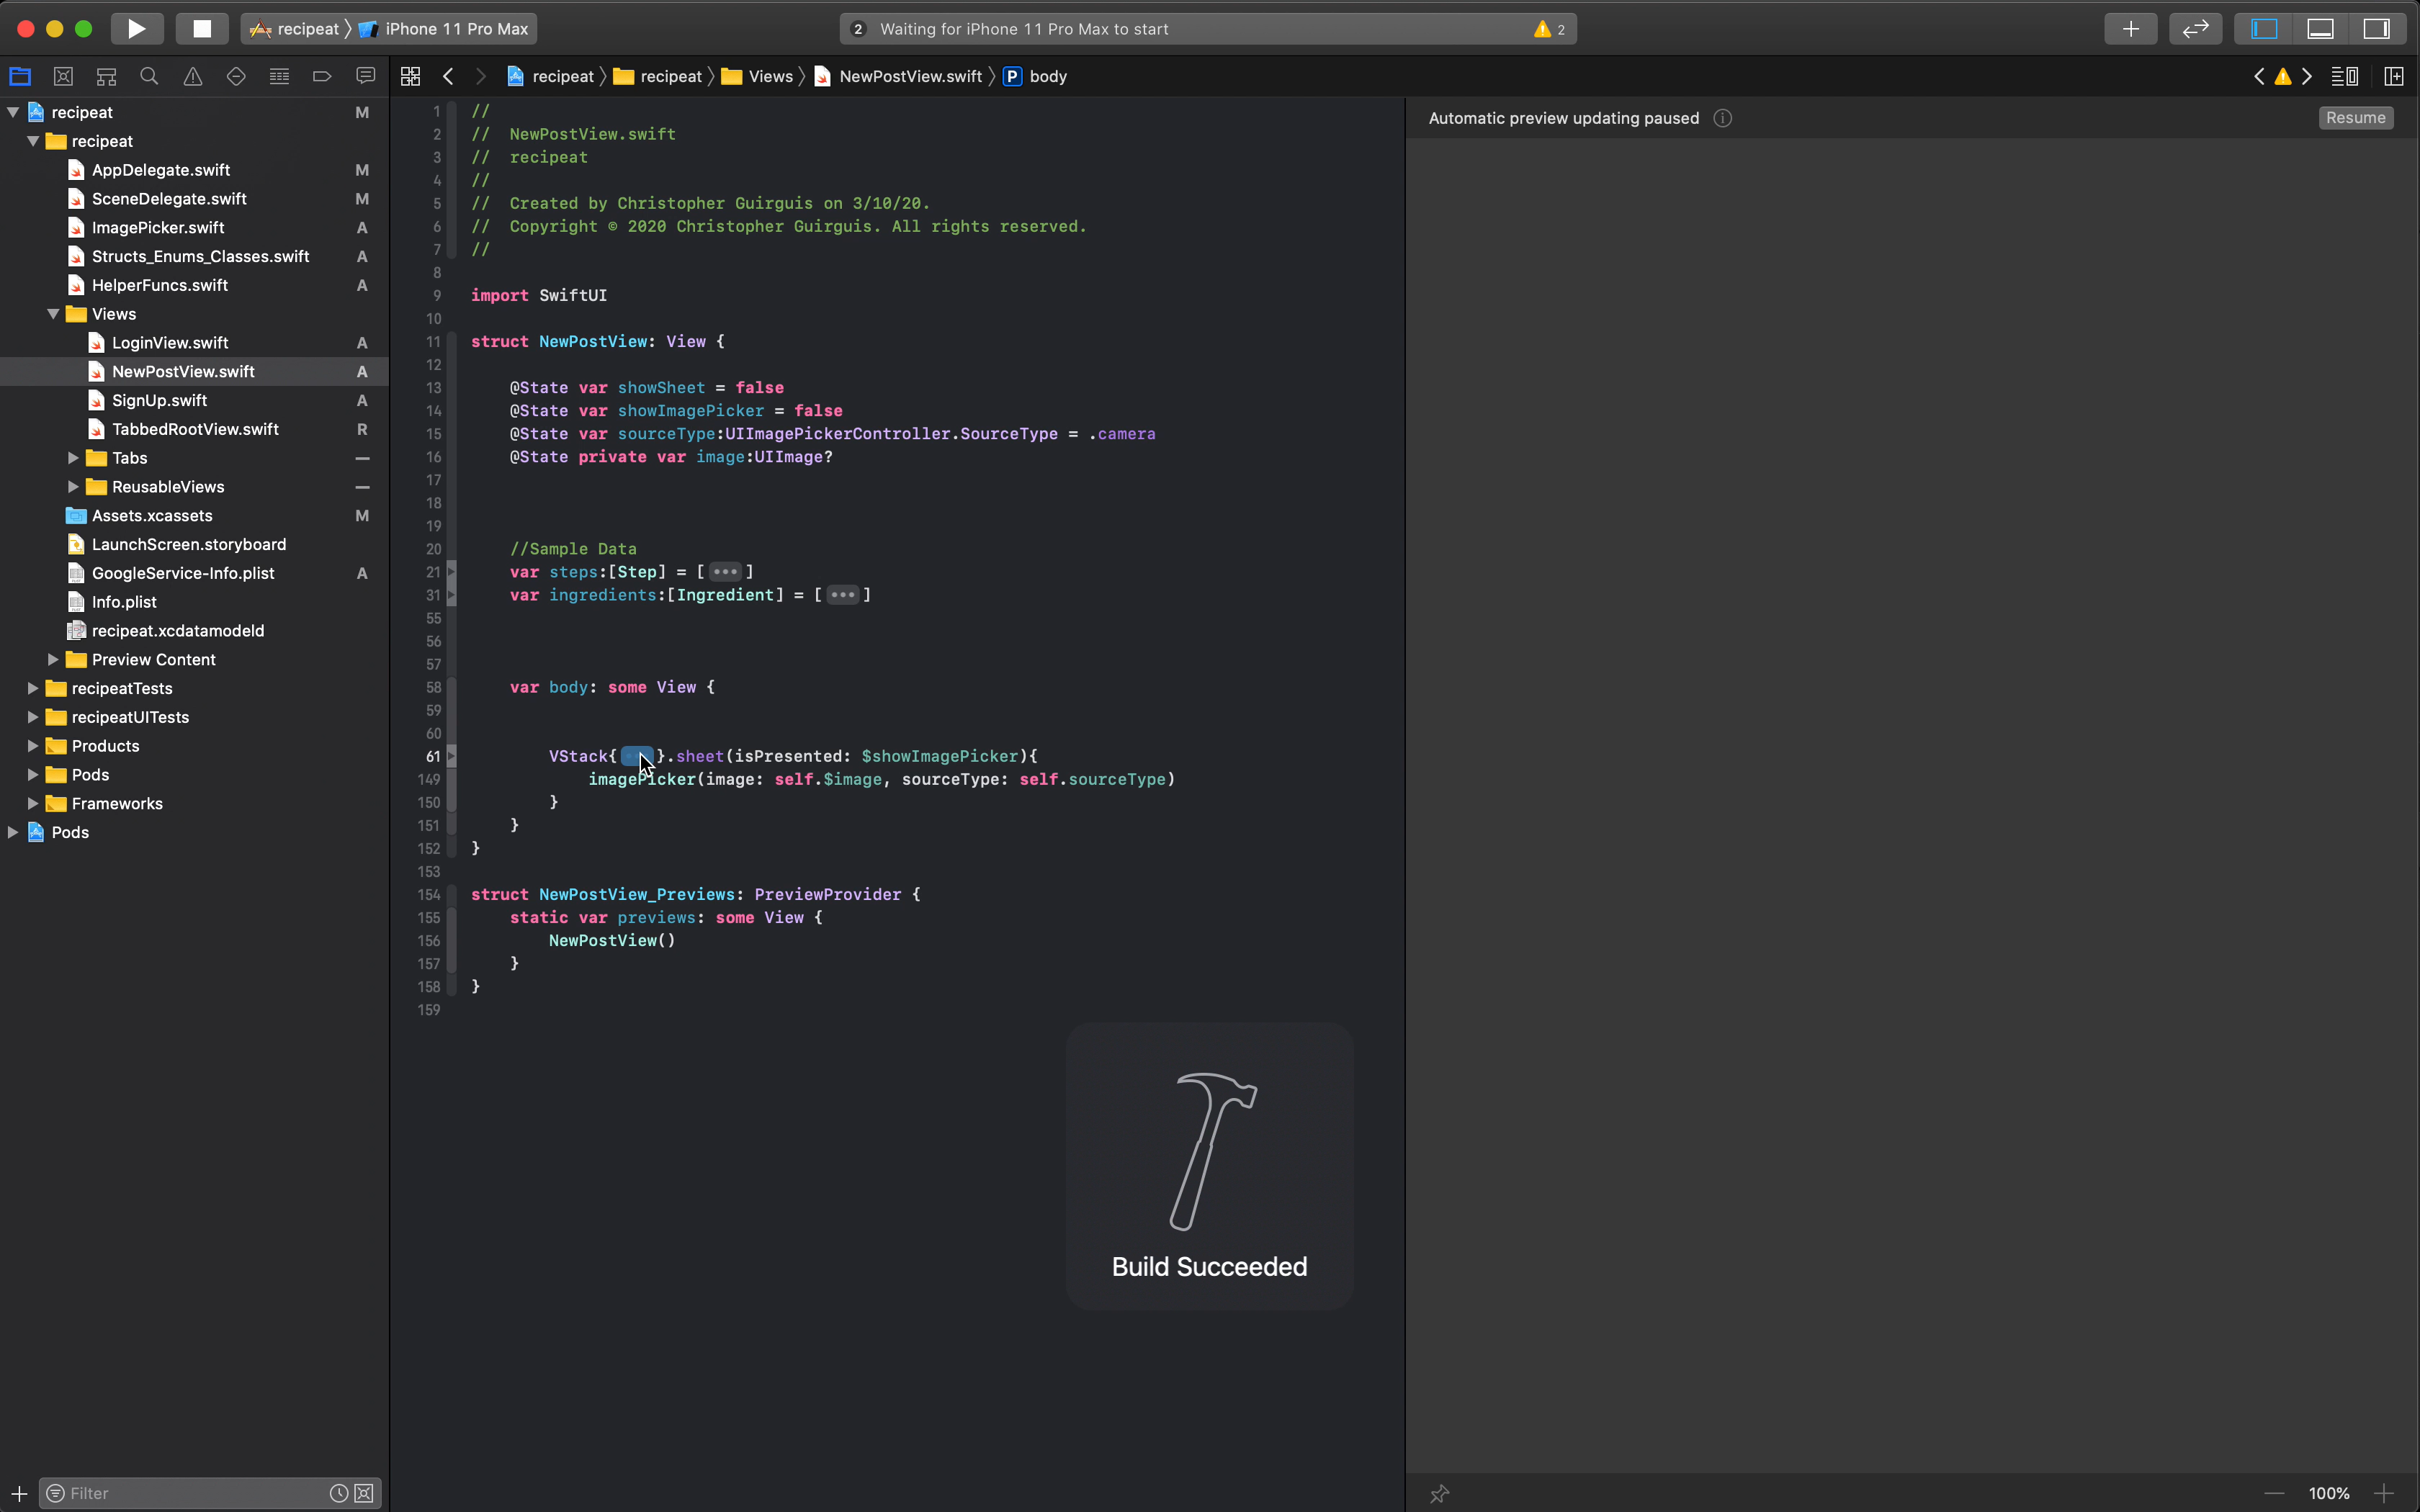 recipeat 〉 iPhone 11 Pro Max
2 Waiting for iPhone 11 Pro Max to start
2
recipeat 〉 recipeat 〉 Views 〉 NewPostView.swift 〉 P body
recipeat M
recipeat
AppDelegate.swift M
SceneDelegate.swift M
ImagePicker.swift A
Structs_Enums_Classes.swift A
HelperFuncs.swift A
Views
LoginView.swift A
NewPostView.swift A
SignUp.swift A
TabbedRootView.swift R
Tabs
ReusableViews
Assets.xcassets M
LaunchScreen.storyboard
GoogleService-Info.plist A
Info.plist
recipeat.xcdatamodeld
Preview Content
recipeatTests
recipeatUITests
Products
Pods
Frameworks
Pods
Filter
1 //
2 //  NewPostView.swift
3 //  recipeat
4 //
5 //  Created by Christopher Guirguis on 3/10/20.
6 //  Copyright © 2020 Christopher Guirguis. All rights reserved.
7 //
8
9 import SwiftUI
10
11 struct NewPostView: View {
12
13     @State var showSheet = false
14     @State var showImagePicker = false
15     @State var sourceType:UIImagePickerController.SourceType = .camera
16     @State private var image:UIImage?
17
18
19
20     //Sample Data
21     var steps:[Step] = [•••]
31     var ingredients:[Ingredient] = [•••]
55
56
57
58     var body: some View {
59
60
61         VStack{•••}.sheet(isPresented: $showImagePicker){
149             imagePicker(image: self.$image, sourceType: self.sourceType)
150         }
151     }
152 }
153
154 struct NewPostView_Previews: PreviewProvider {
155     static var previews: some View {
156         NewPostView()
157     }
158 }
159
Build Succeeded
Automatic preview updating paused
Resume
100%